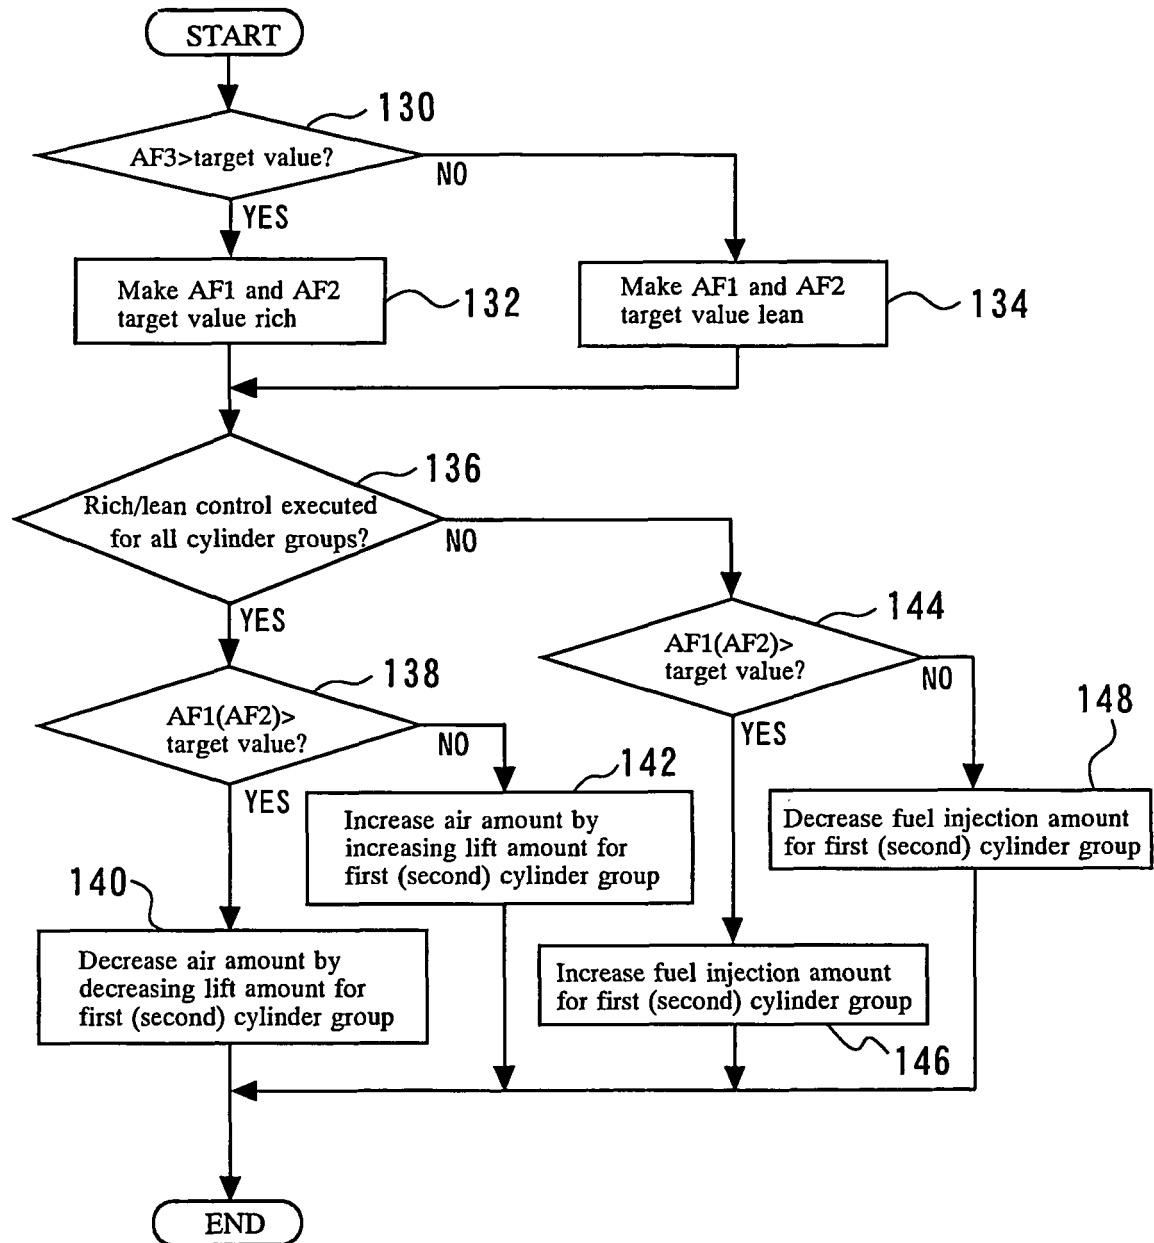 START
130
AF3>target value?
NO
YES
Make AF1 and AF2
target value rich
132
Make AF1 and AF2
target value lean
134
136
Rich/lean control executed
for all cylinder groups?
NO
YES
144
AF1(AF2)>
target value?
NO
YES
138
AF1(AF2)>
target value?
NO
YES
148
142
Increase air amount by
increasing lift amount for
first (second) cylinder group
Decrease fuel injection amount
for first (second) cylinder group
140
Decrease air amount by
decreasing lift amount for
first (second) cylinder group
Increase fuel injection amount
for first (second) cylinder group
146
END